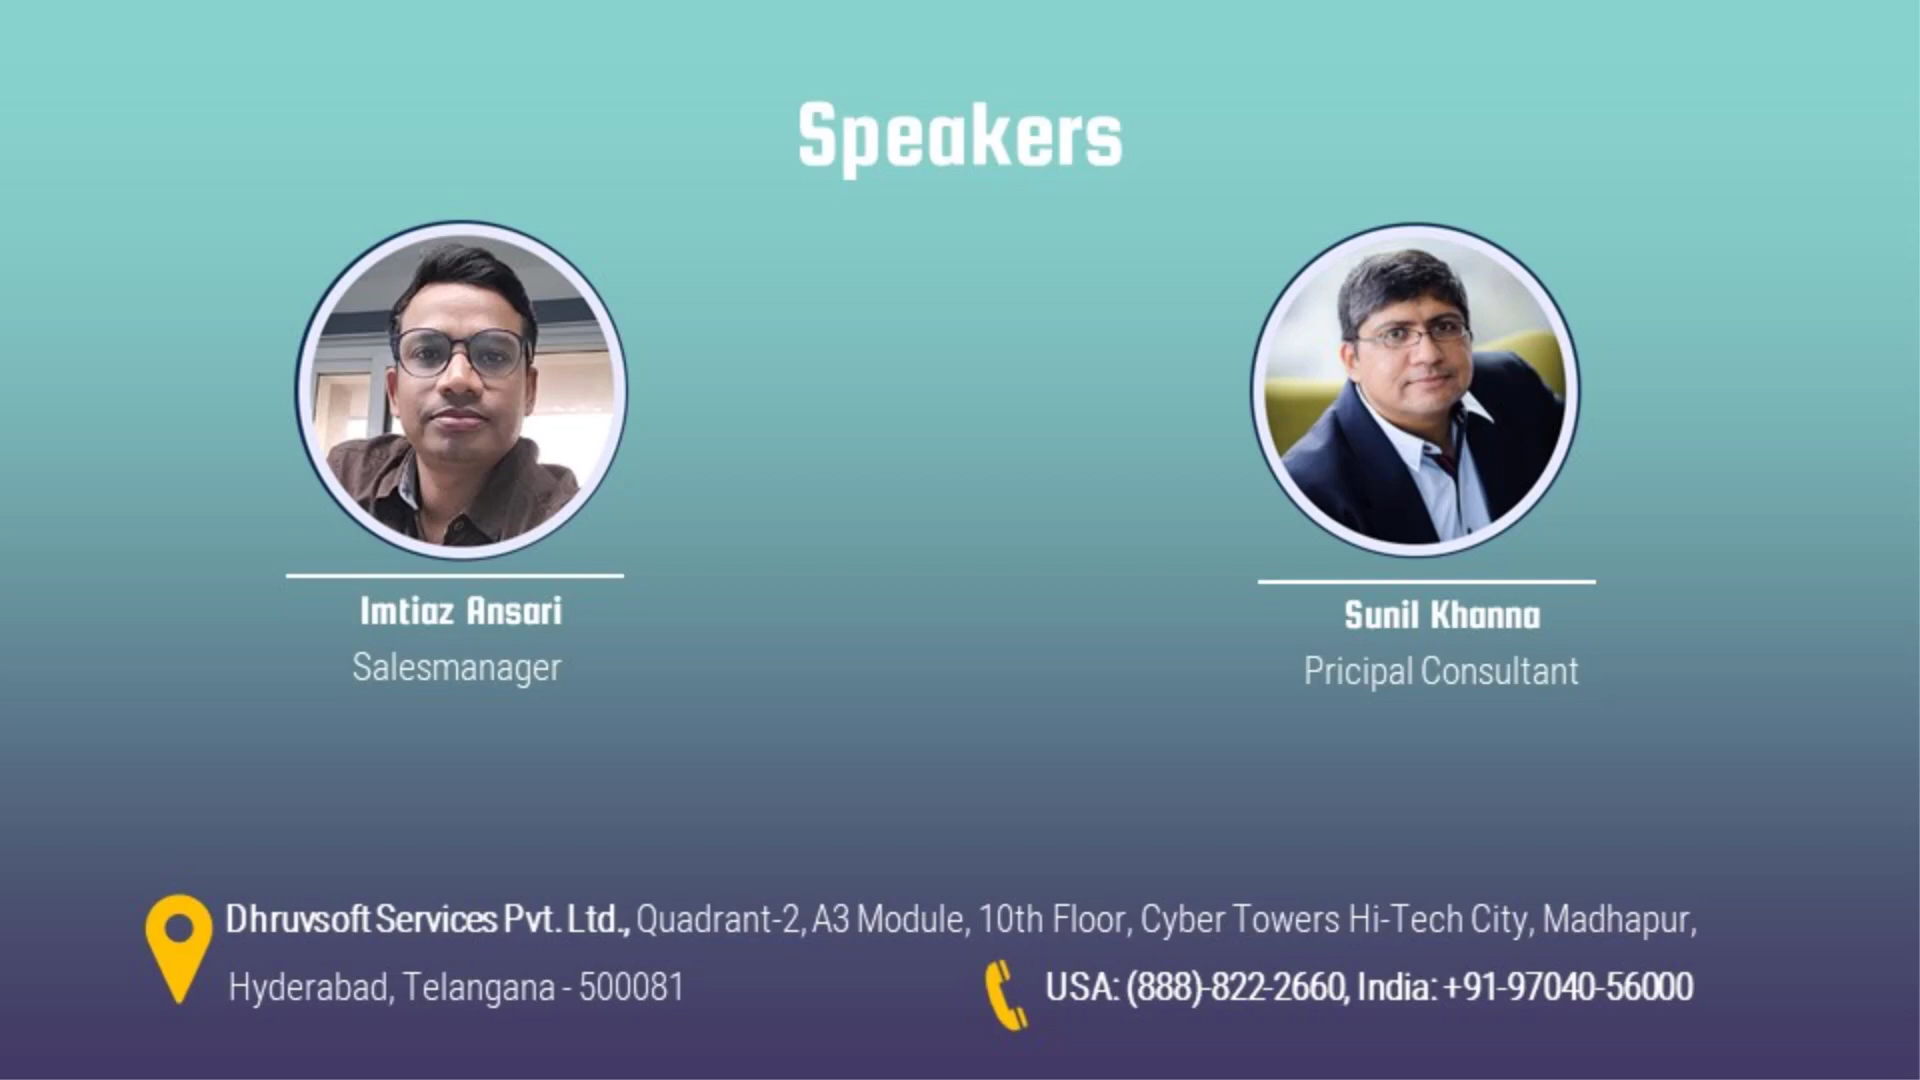 Speakers
Imtiaz Ansari
Salesmanager
Sunil Khanna
Pricipal Consultant
Dhruvsoft Services Pvt. Ltd., Quadrant-2, A3 Module, 10th Floor, Cyber Towers Hi-Tech City, Madhapur,
Hyderabad, Telangana - 500081
USA: (888)-822-2660, India: +91-97040-56000